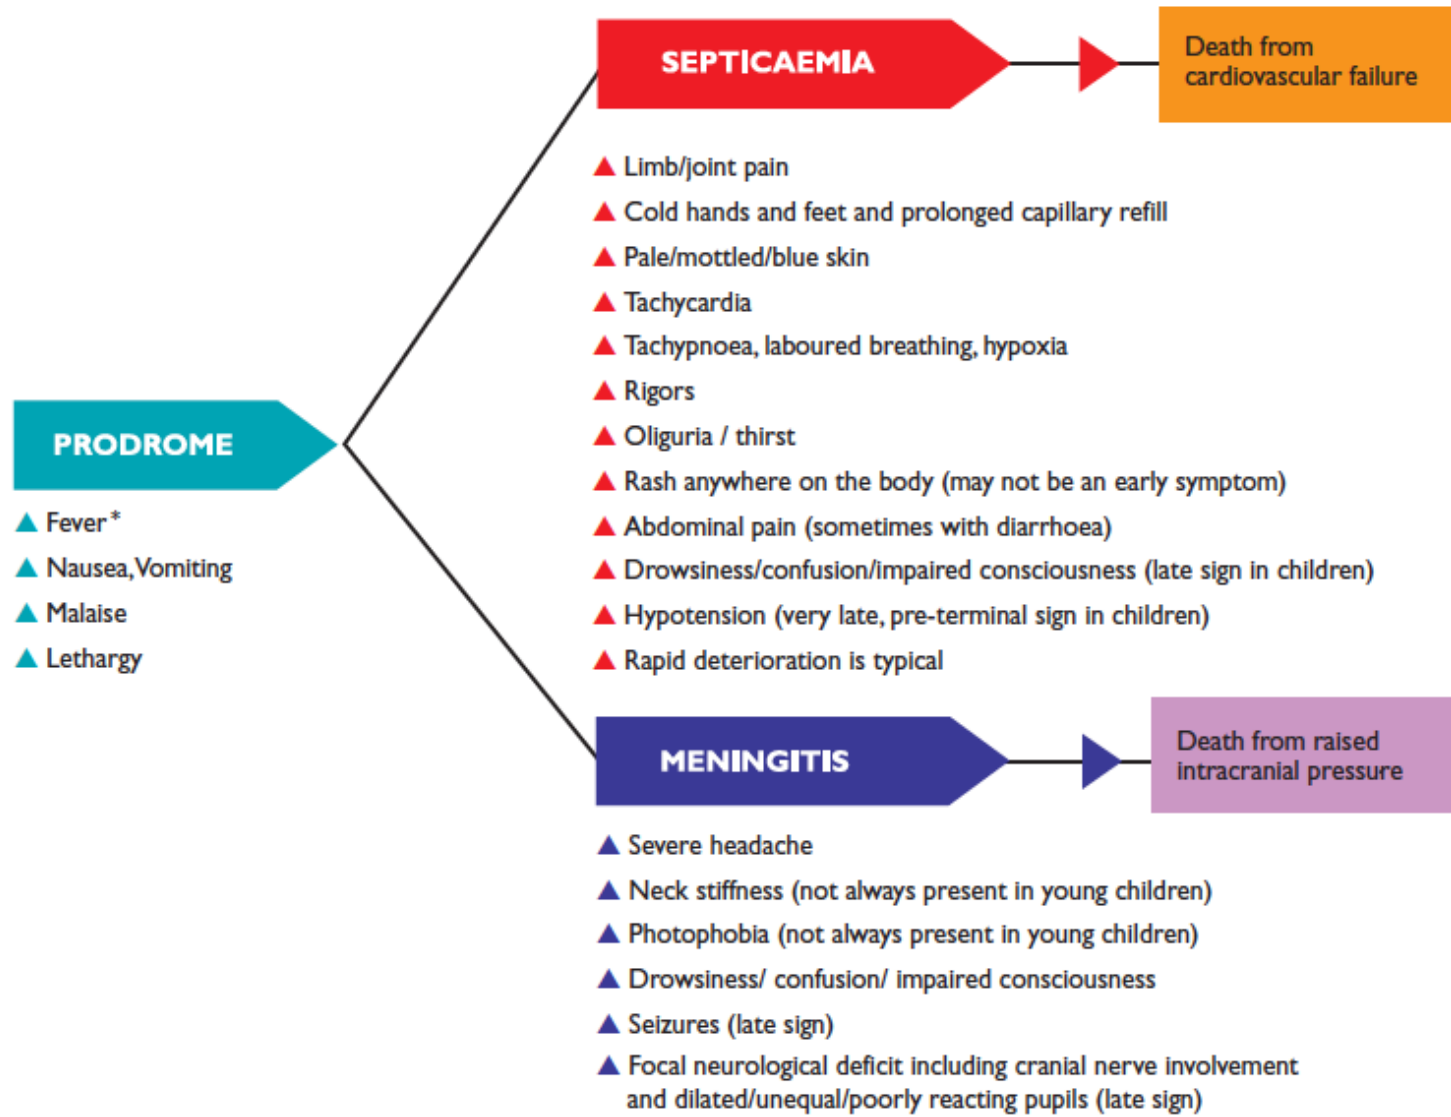 SEPTICAEMIA
Death from
cardiovascular failure
Limb/joint pain
Cold hands and feet and prolonged capillary refill
Pale/mottled/blue skin
Tachycardia
Tachypnoea, laboured breathing, hypoxia
Rigors
Oliguria / thirst
Rash anywhere on the body (may not be an early symptom)
Abdominal pain (sometimes with diarrhoea)
Drowsiness/confusion/impaired consciousness (late sign in children)
Hypotension (very late, pre-terminal sign in children)
Rapid deterioration is typical
PRODROME
Fever*
Nausea,Vomiting
Malaise
Lethargy
MENINGITIS
Death from raised
intracranial pressure
Severe headache
Neck stiffness (not always present in young children)
Photophobia (not always present in young children)
Drowsiness/ confusion/ impaired consciousness
Seizures (late sign)
Focal neurological deficit including cranial nerve involvement
and dilated/unequal/poorly reacting pupils (late sign)